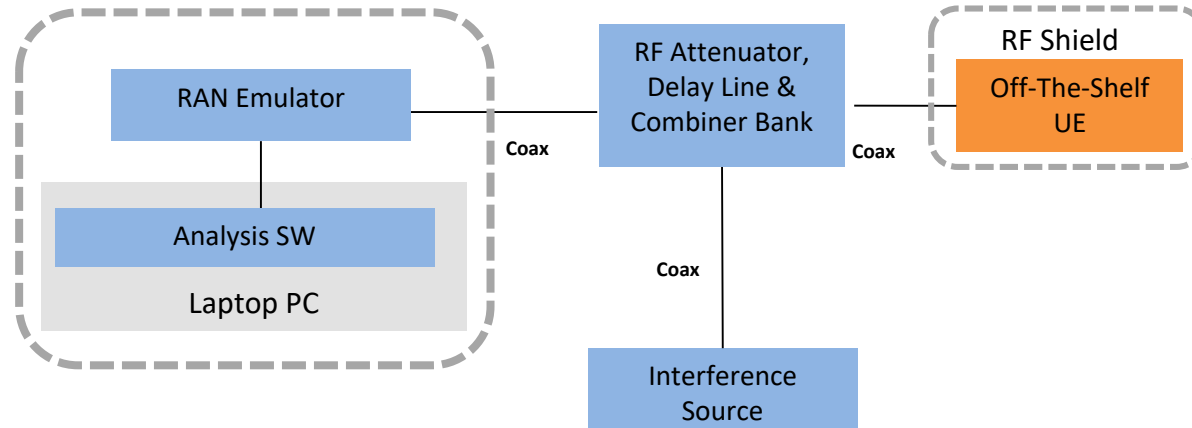 RAN Emulator
Analysis SW
Laptop PC
Coax
RF Attenuator,
Delay Line &
Combiner Bank
Coax
Coax
RF Shield
Off-The-Shelf
UE
Interference
Source